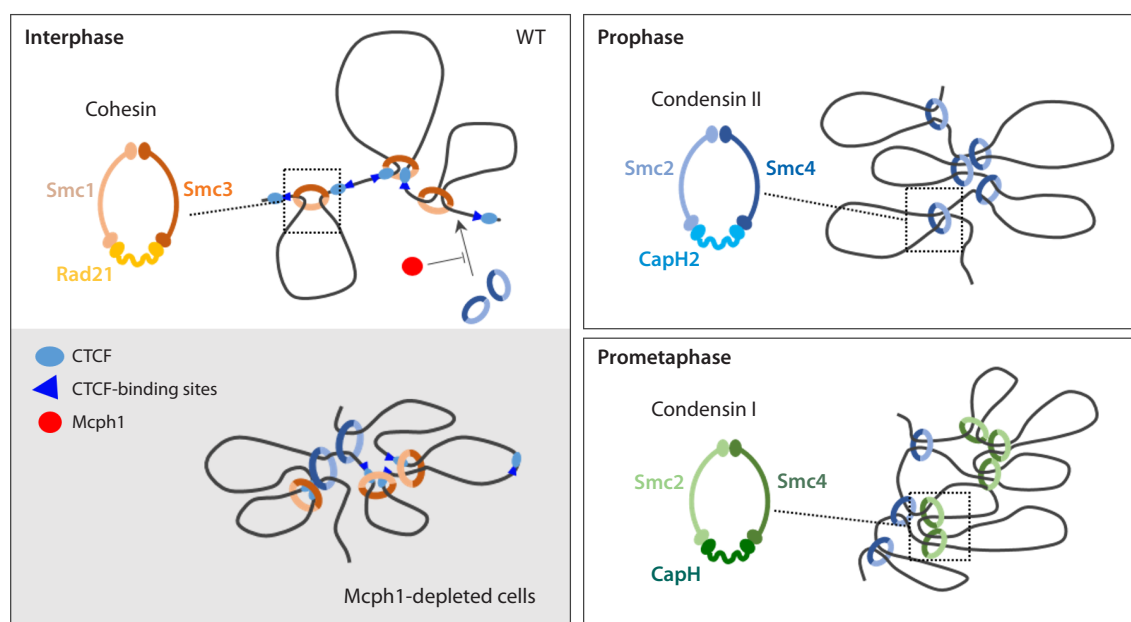 Interphase
WT
Cohesin
Smc1
Smc3
Rad21
CTCF
CTCF-binding sites
Mcph1
Mcph1-depleted cells
Prophase
Condensin II
Smc2
Smc4
CapH2
Prometaphase
Condensin I
Smc2
Smc4
CapH